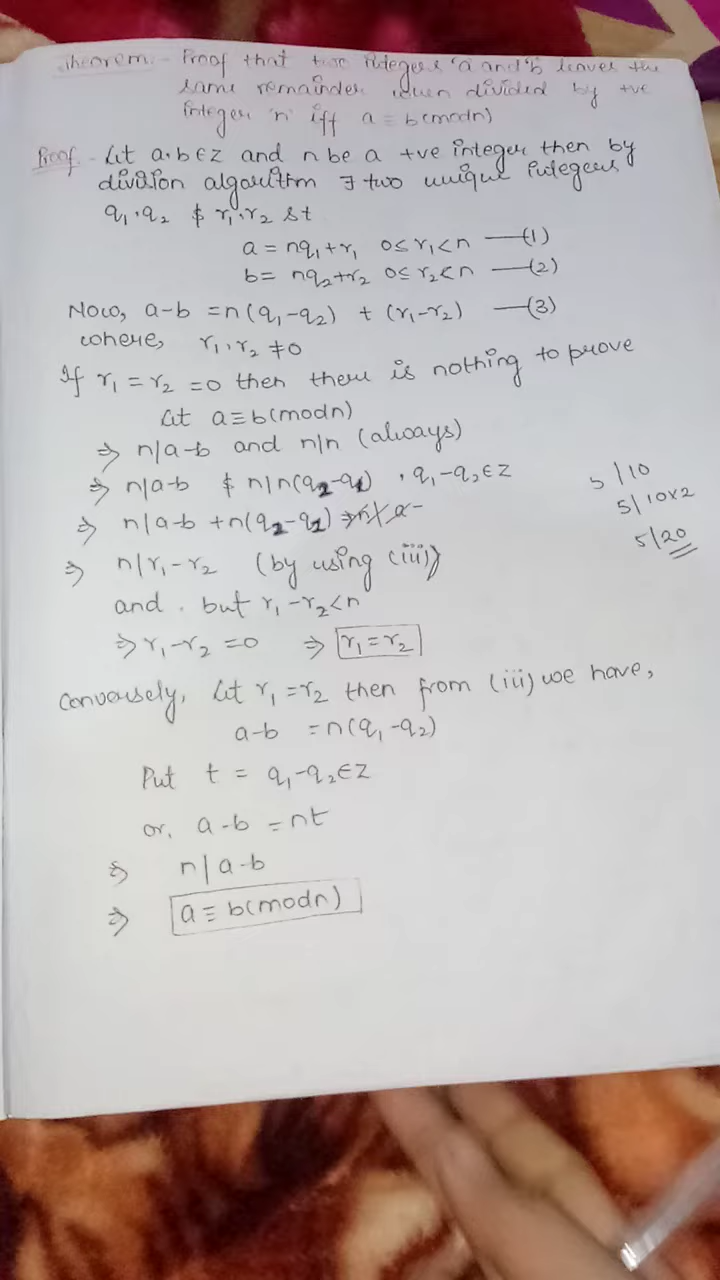 Theorem:- Proof that two integers 'a and 'b leaves the
same remainder when divided by +ve
integer 'n' iff a ≡ b(modn)
Proof - Let a,b∈Z and n be a +ve integer then by
division algorithm ∃ two unique integers
q₁,q₂ & r₁,r₂ st
a = nq₁+r₁ 0≤r₁<n —(1)
b= nq₂+r₂ 0≤r₂<n —(2)
Now, a-b =n(q₁-q₂) + (r₁-r₂) —(3)
where, r₁,r₂ ≠0
If r₁ = r₂ =0 then there is nothing to prove
Let a≡b(modn)
⇒ n/a-b and n/n (always)
⇒ n/a-b & n/n(q₂-q₁) , q₁-q₂∈Z
⇒ n/a-b +n(q₂-q₁)
⇒ n/r₁-r₂ (by using (iii))
and . but r₁-r₂<n
⇒ r₁-r₂ =0 ⇒ r₁=r₂
5/10
5/10×2
5/20
Conversely, Let r₁=r₂ then from (iii) we have,
a-b =n(q₁-q₂)
Put t = q₁-q₂∈Z
or, a-b =nt
⇒ n/a-b
⇒ a≡b(modn)